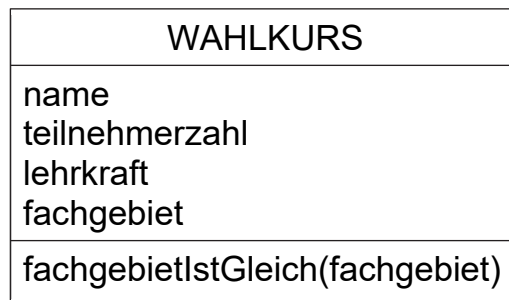 WAHLKURS
name
teilnehmerzahl
lehrkraft
fachgebiet
fachgebietIstGleich(fachgebiet)